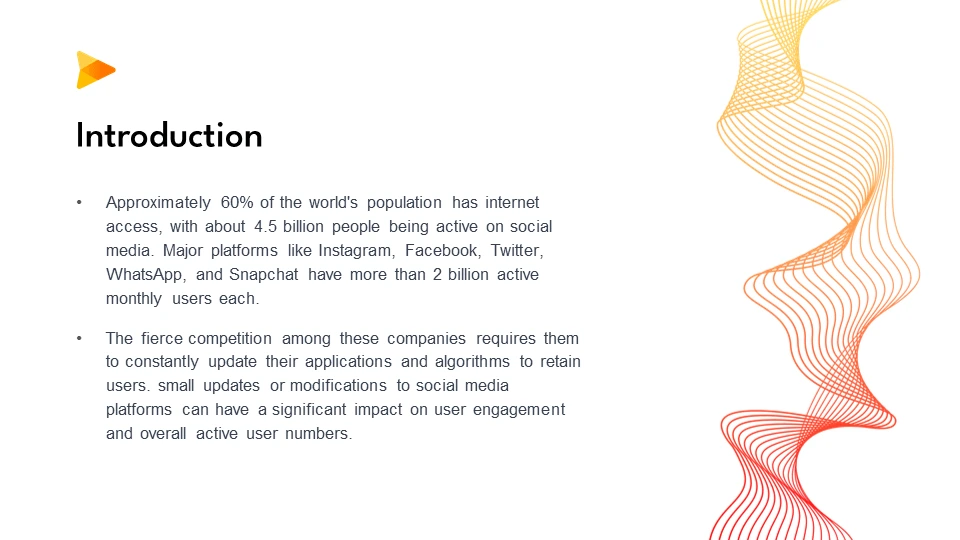 Introduction
• Approximately 60% of the world's population has internet
access, with about 4.5 billion people being active on social
media. Major platforms like Instagram, Facebook, Twitter,
WhatsApp, and Snapchat have more than 2 billion active
monthly users each.
• The fierce competition among these companies requires them
to constantly update their applications and algorithms to retain
users. small updates or modifications to social media
platforms can have a significant impact on user engagement
and overall active user numbers.